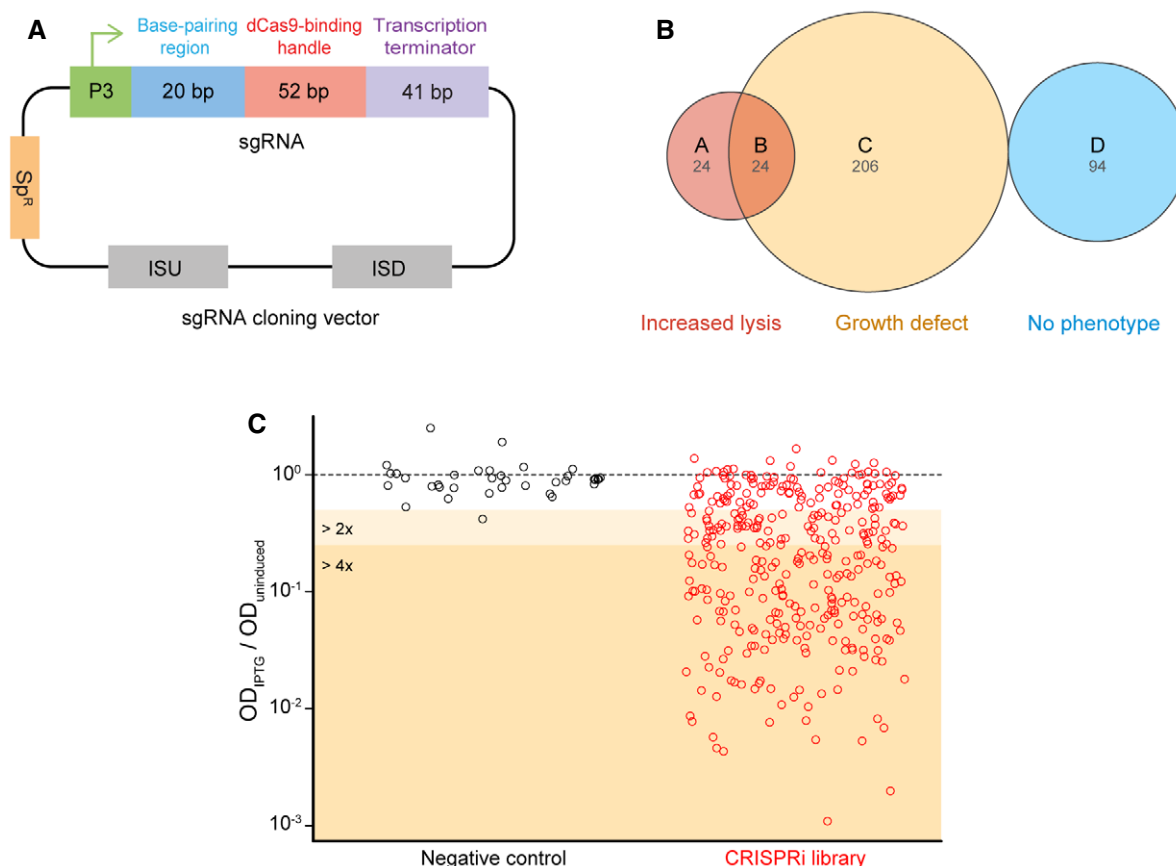 A
Base-pairing
region
dCas9-binding
handle
Transcription
terminator
P3
20 bp
52 bp
41 bp
sgRNA
Sp^R
ISU
ISD
sgRNA cloning vector
B
A
24
B
24
C
206
D
94
Increased lysis
Growth defect
No phenotype
C
OD_IPTG / OD_uninduced
10^0
10^-1
10^-2
10^-3
> 2x
> 4x
Negative control
CRISPRi library